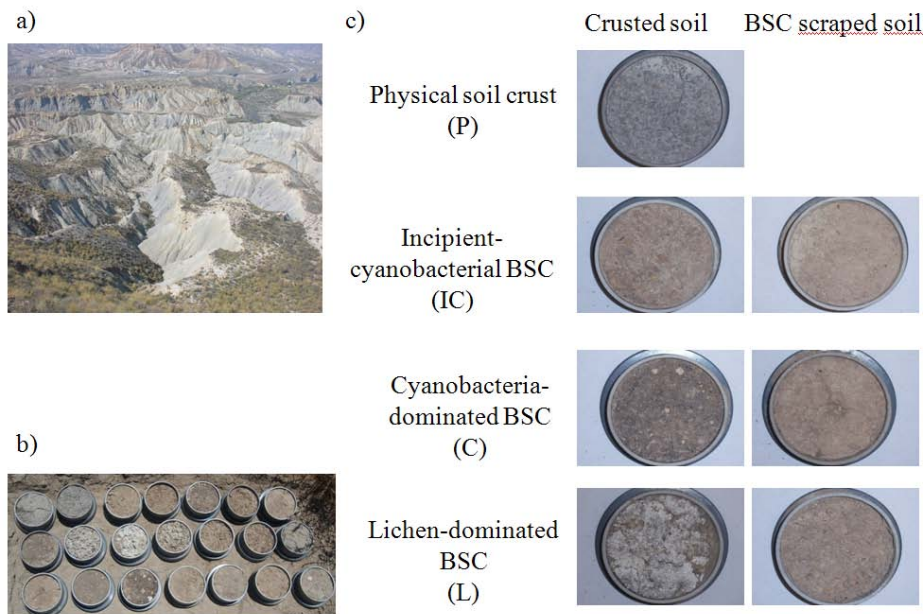 a)
c)
Crusted soil
BSC scraped soil
Physical soil crust
(P)
Incipient-
cyanobacterial BSC
(IC)
Cyanobacteria-
dominated BSC
(C)
b)
Lichen-dominated
BSC
(L)